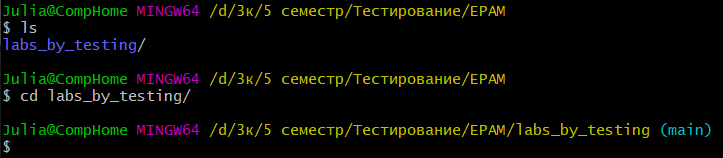 Julia@CompHome MINGW64 /d/3к/5 семестр/Тестирование/EPAM
$ ls
labs_by_testing/
Julia@CompHome MINGW64 /d/3к/5 семестр/Тестирование/EPAM
$ cd labs_by_testing/
Julia@CompHome MINGW64 /d/3к/5 семестр/Тестирование/EPAM/labs_by_testing (main)
$